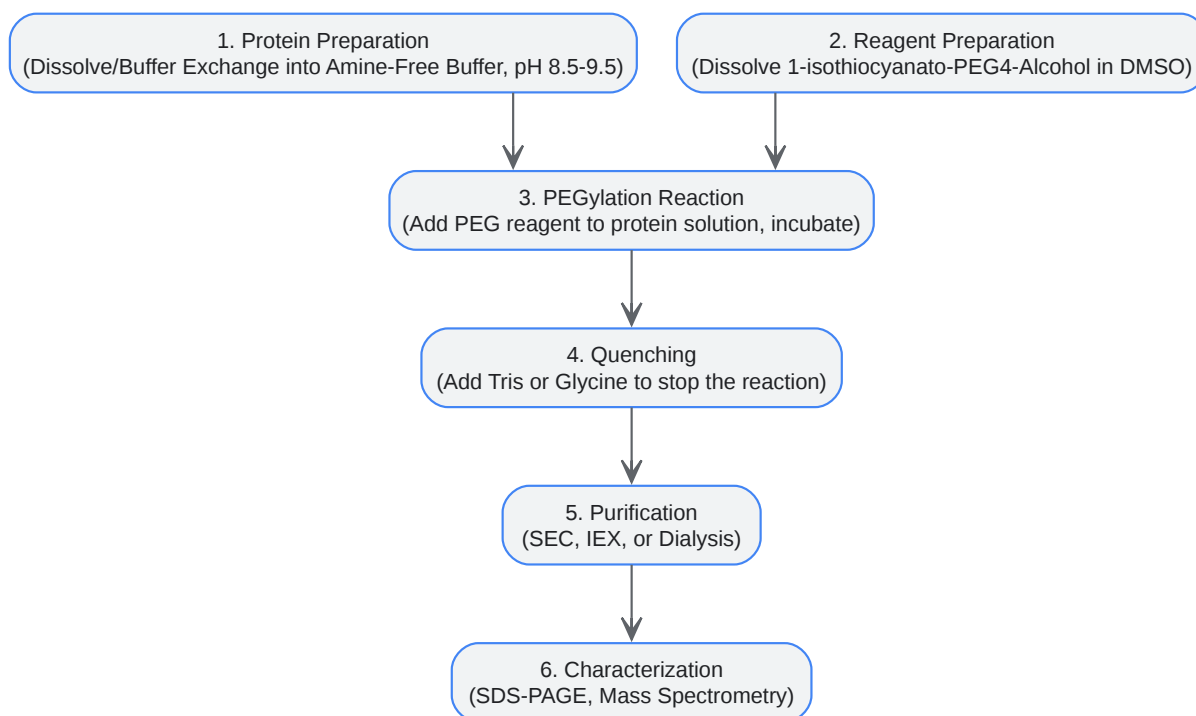 1. Protein Preparation
(Dissolve/Buffer Exchange into Amine-Free Buffer, pH 8.5-9.5)
2. Reagent Preparation
(Dissolve 1-isothiocyanato-PEG4-Alcohol in DMSO)
3. PEGylation Reaction
(Add PEG reagent to protein solution, incubate)
4. Quenching
(Add Tris or Glycine to stop the reaction)
5. Purification
(SEC, IEX, or Dialysis)
6. Characterization
(SDS-PAGE, Mass Spectrometry)